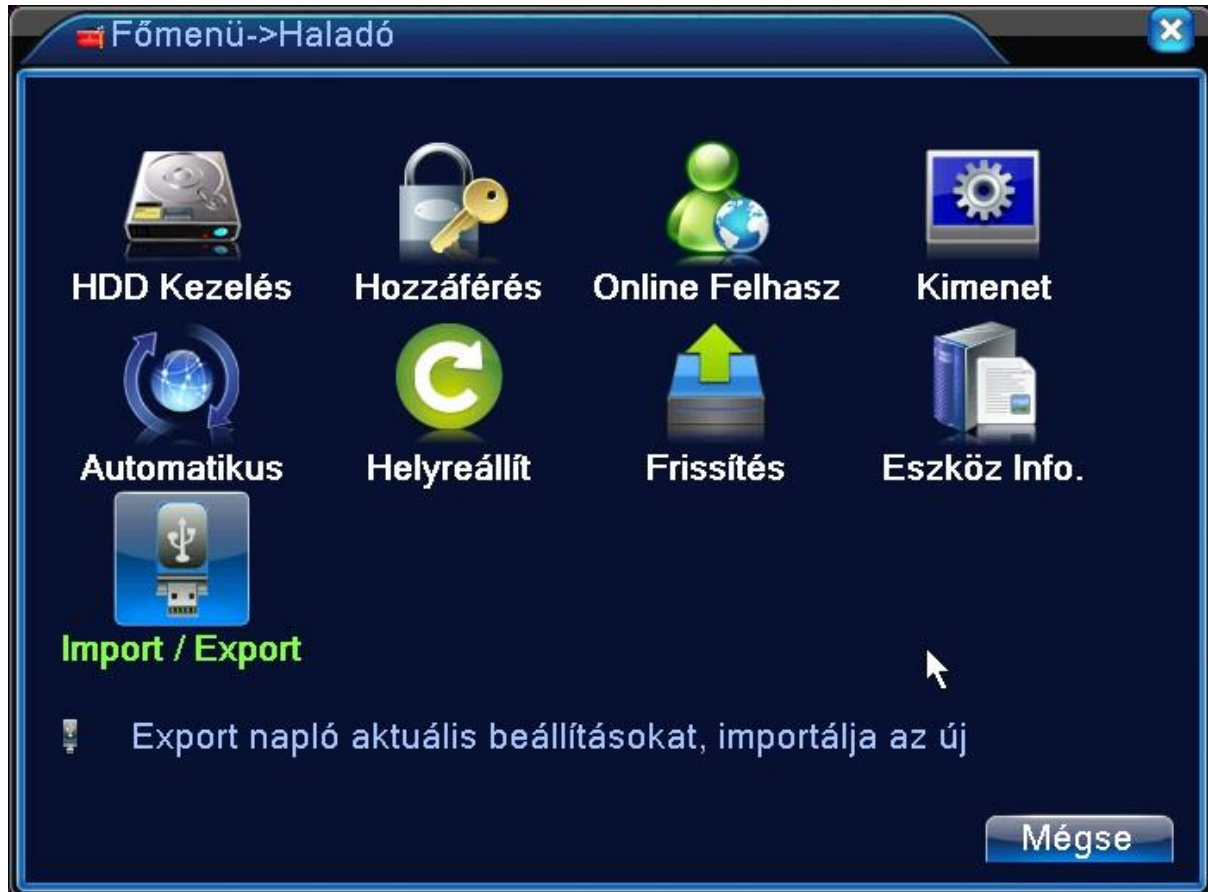 Főmenü->Haladó
HDD Kezelés
Hozzáférés
Online Felhasz
Kimenet
Automatikus
Helyreállít
Frissítés
Eszköz Info.
Import / Export
Export napló aktuális beállításokat, importálja az új
Mégse